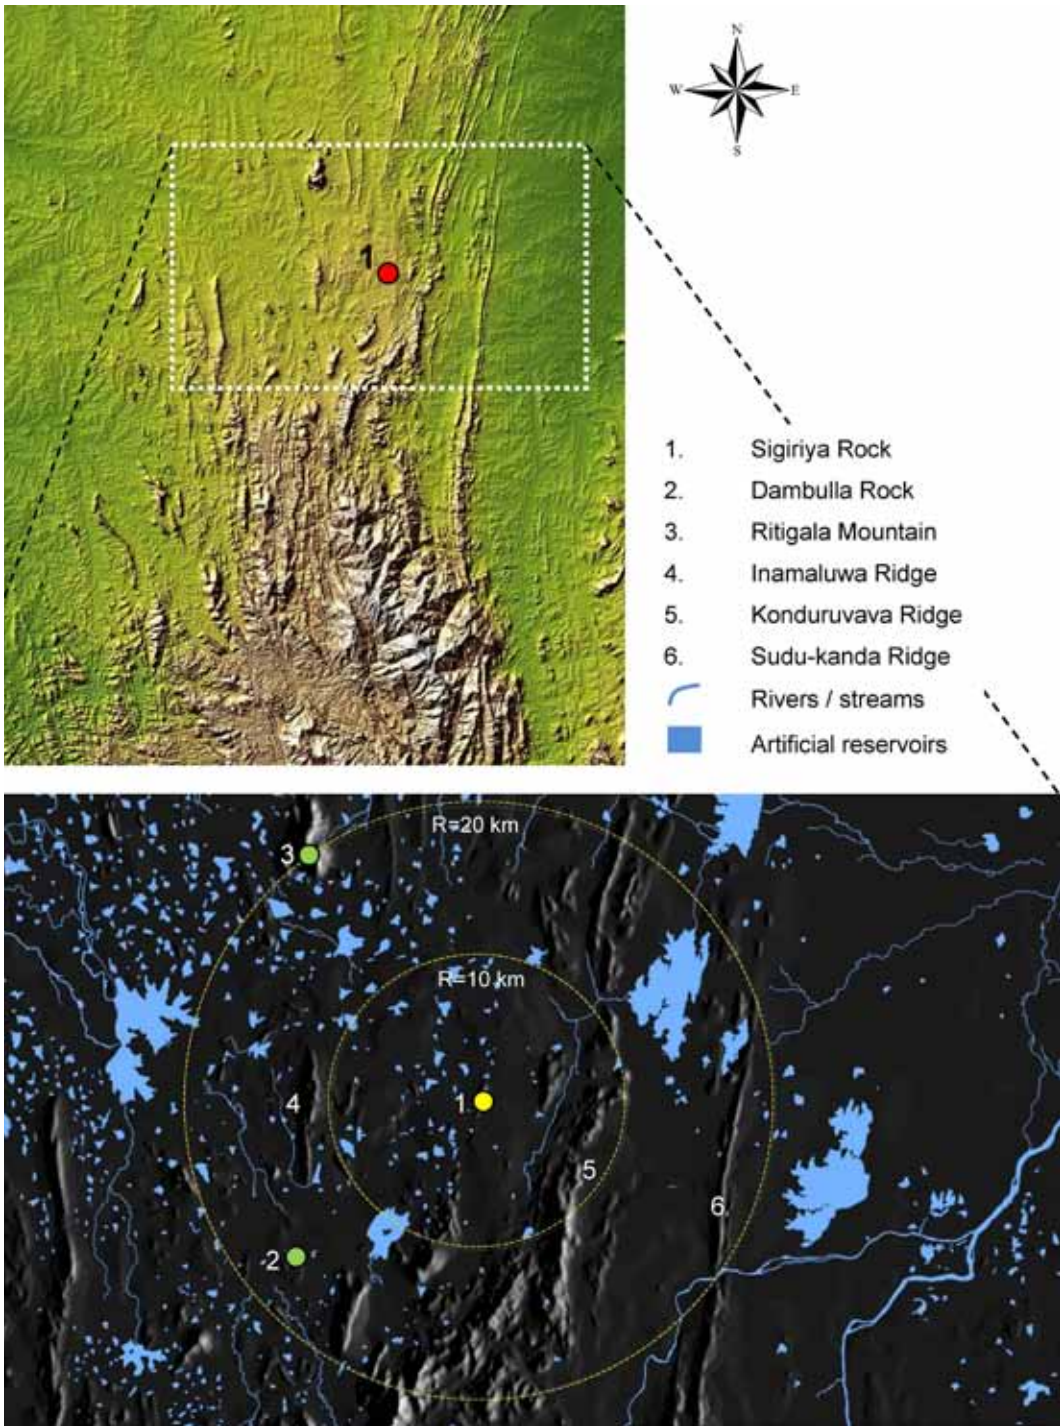 N
W E
S
1
1. Sigiriya Rock
2. Dambulla Rock
3. Ritigala Mountain
4. Inamaluwa Ridge
5 Konduruvava Ridge
6. Sudu-kanda Ridge
Rivers / streams
Artificial reservoirs
R=20 km
3
R=10 km
4
1
5
6
2